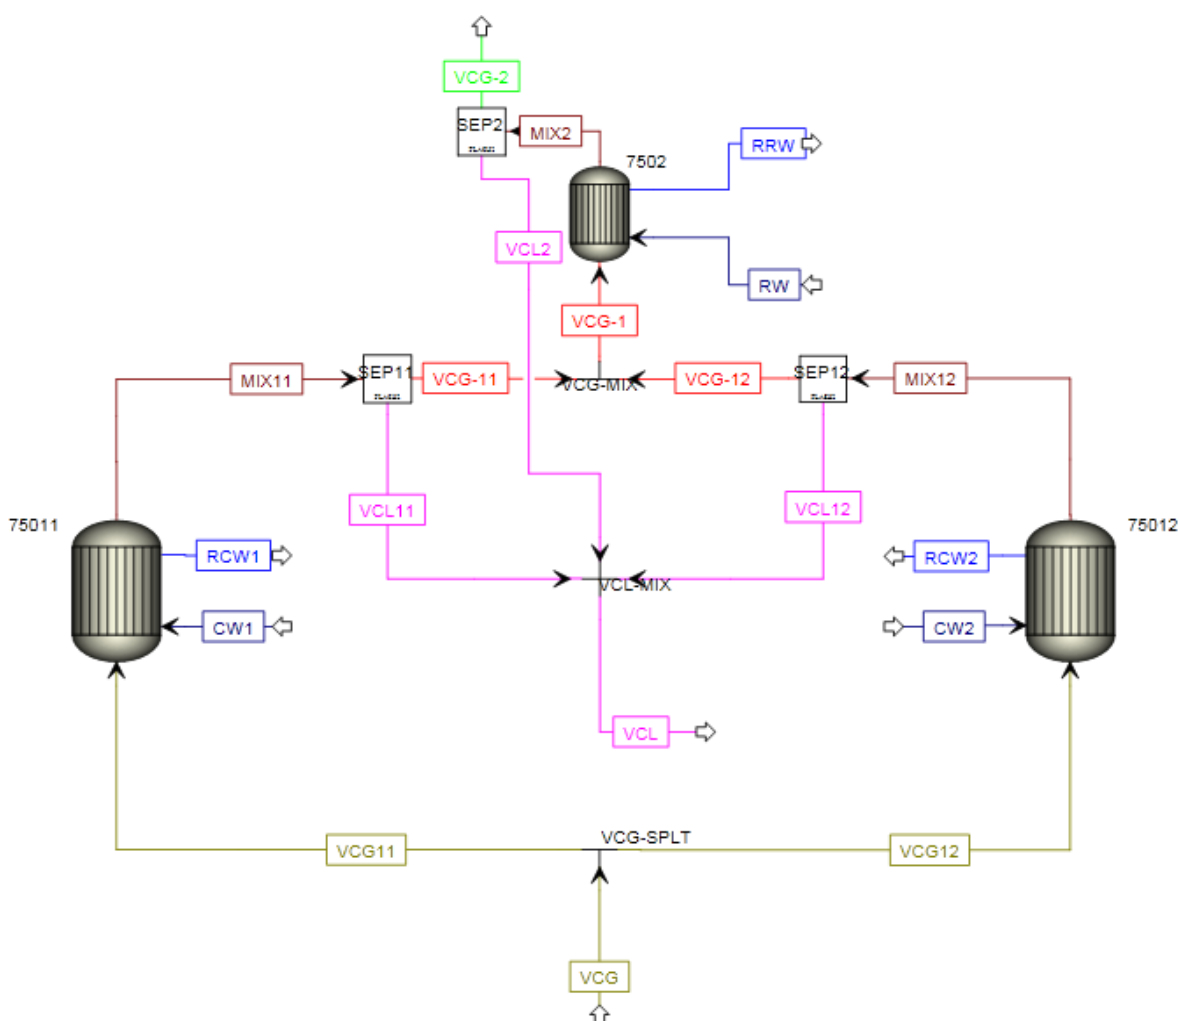 VCG-2
SEP2
MIX2
RRW
7502
VCL2
RW
VCG-1
MIX11
SEP11
VCG-11
VCG-MIX
VCG-12
SEP12
MIX12
VCL11
VCL12
75011
75012
RCW1
RCW2
VCL-MIX
CW1
CW2
VCL
VCG-SPLT
VCG11
VCG12
VCG